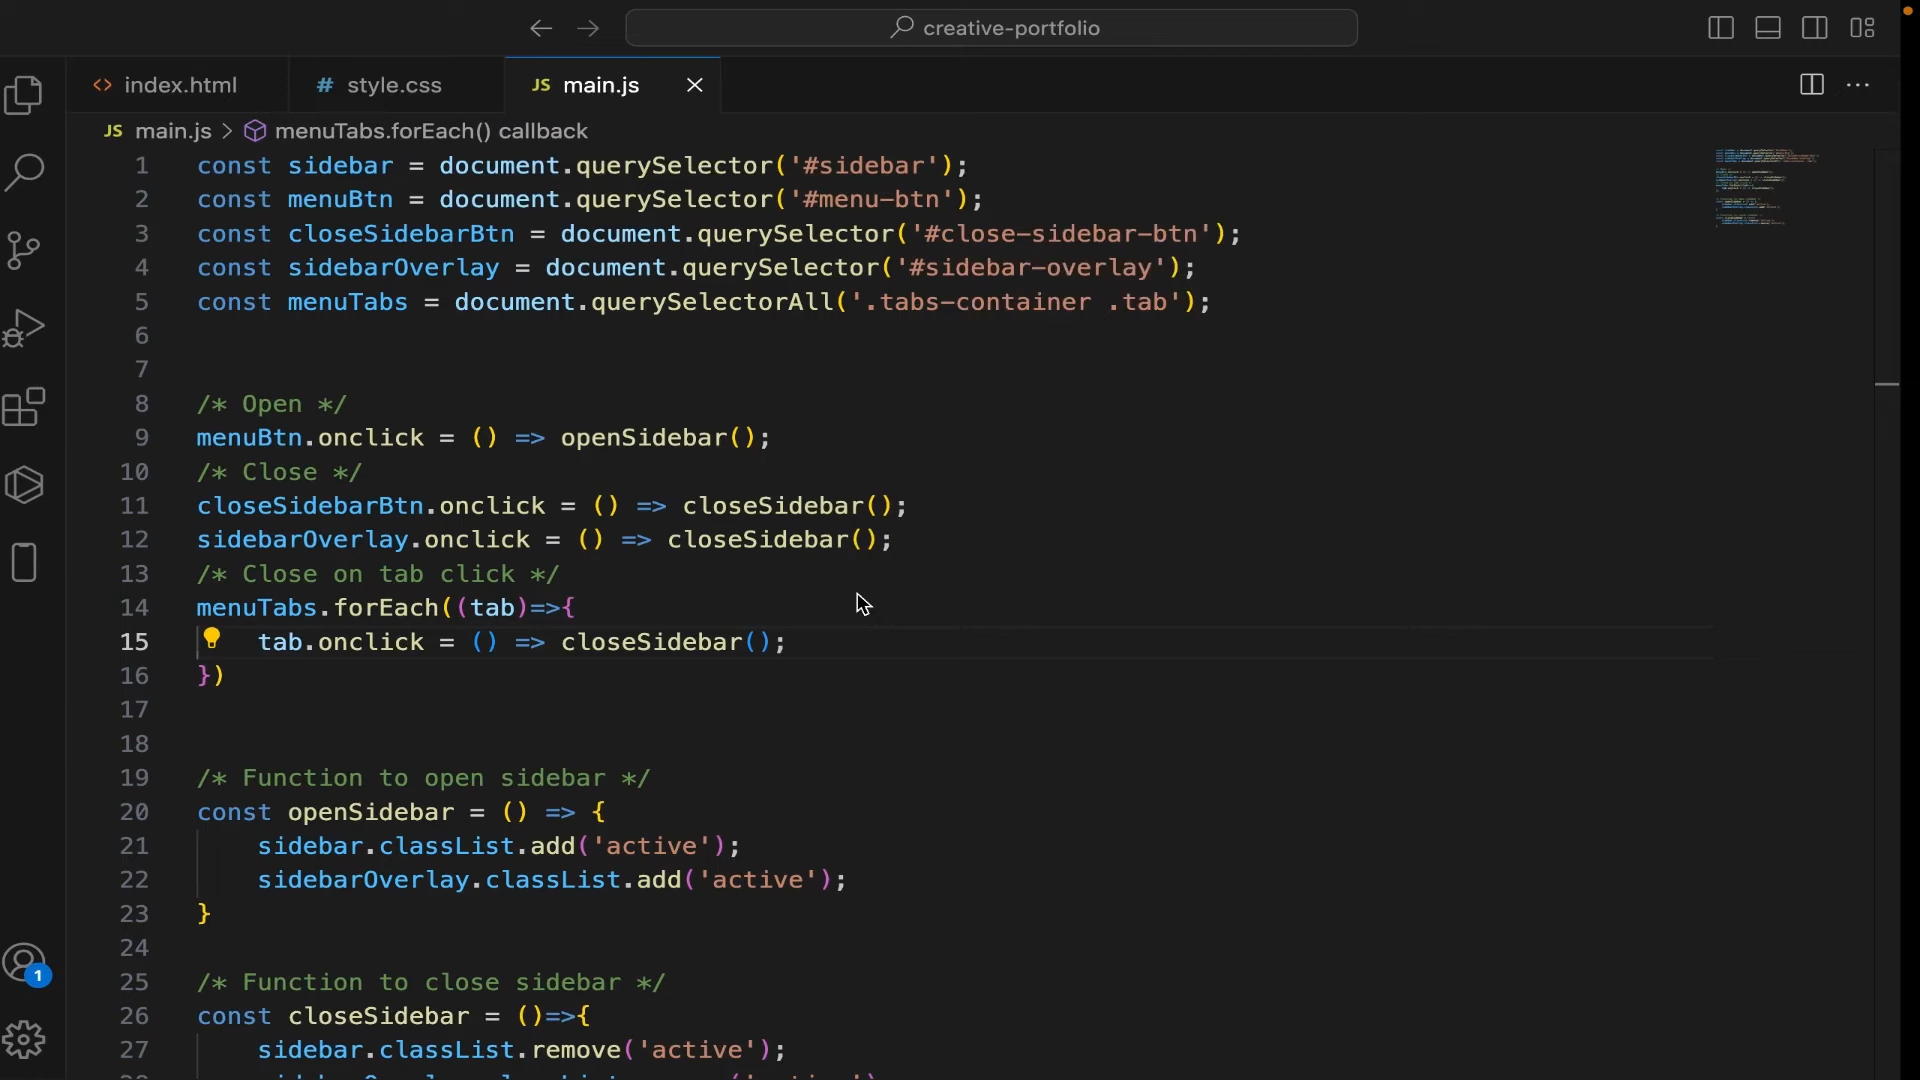 creative-portfolio
<> index.html
# style.css
JS main.js
JS main.js > menuTabs.forEach() callback
1 const sidebar = document.querySelector('#sidebar');
2 const menuBtn = document.querySelector('#menu-btn');
3 const closeSidebarBtn = document.querySelector('#close-sidebar-btn');
4 const sidebarOverlay = document.querySelector('#sidebar-overlay');
5 const menuTabs = document.querySelectorAll('.tabs-container .tab');
6
7
8 /* Open */
9 menuBtn.onclick = () => openSidebar();
10 /* Close */
11 closeSidebarBtn.onclick = () => closeSidebar();
12 sidebarOverlay.onclick = () => closeSidebar();
13 /* Close on tab click */
14 menuTabs.forEach((tab)=>{
15 tab.onclick = () => closeSidebar();
16 })
17
18
19 /* Function to open sidebar */
20 const openSidebar = () => {
21 sidebar.classList.add('active');
22 sidebarOverlay.classList.add('active');
23 }
24
25 /* Function to close sidebar */
26 const closeSidebar = ()=>{
27 sidebar.classList.remove('active');
1